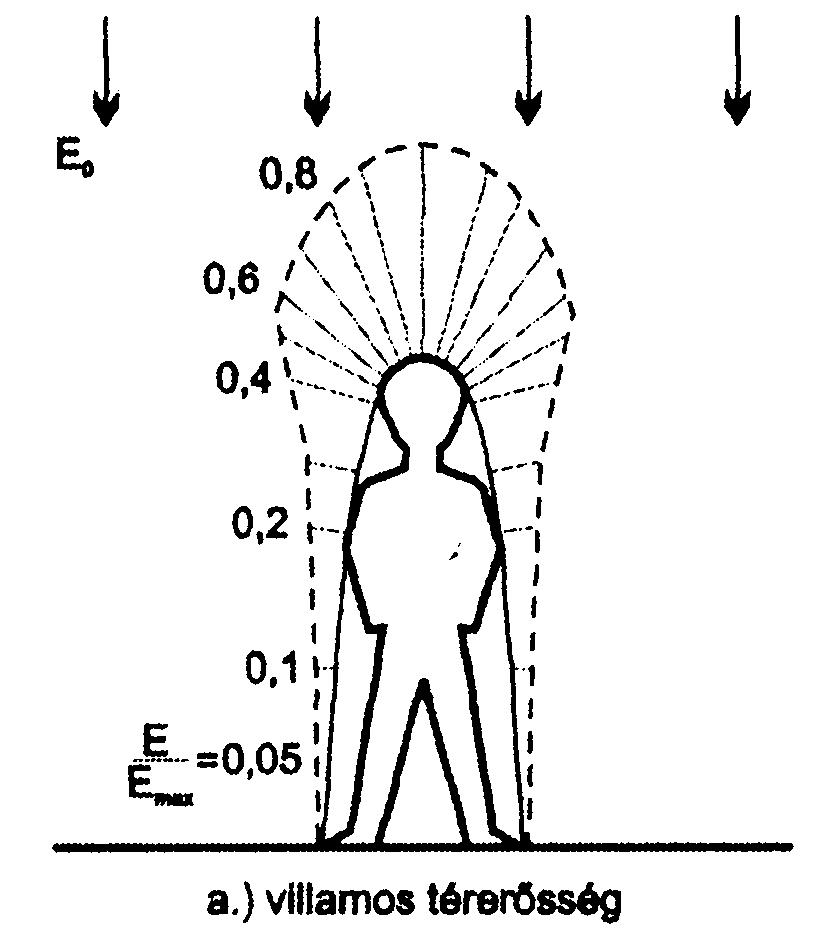 E₀
0,8
0,6
0,4
0,2
0,1
E/Eₘₐₓ=0,05
a.) villamos térerősség